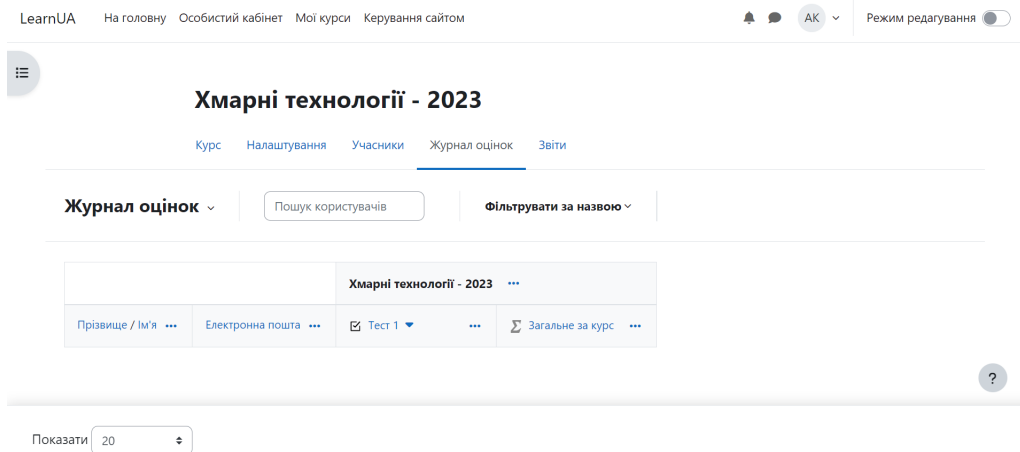 LearnUA На головну Особистий кабінет Мої курси Керування сайтом АК Режим редагування
Хмарні технології - 2023
Курс Налаштування Учасники Журнал оцінок Звіти
Журнал оцінок Пошук користувачів Фільтрувати за назвою
Хмарні технології - 2023 ...
Прізвище / Ім'я ... Електронна пошта ... Тест 1 ... Σ Загальне за курс ...
?
Показати 20